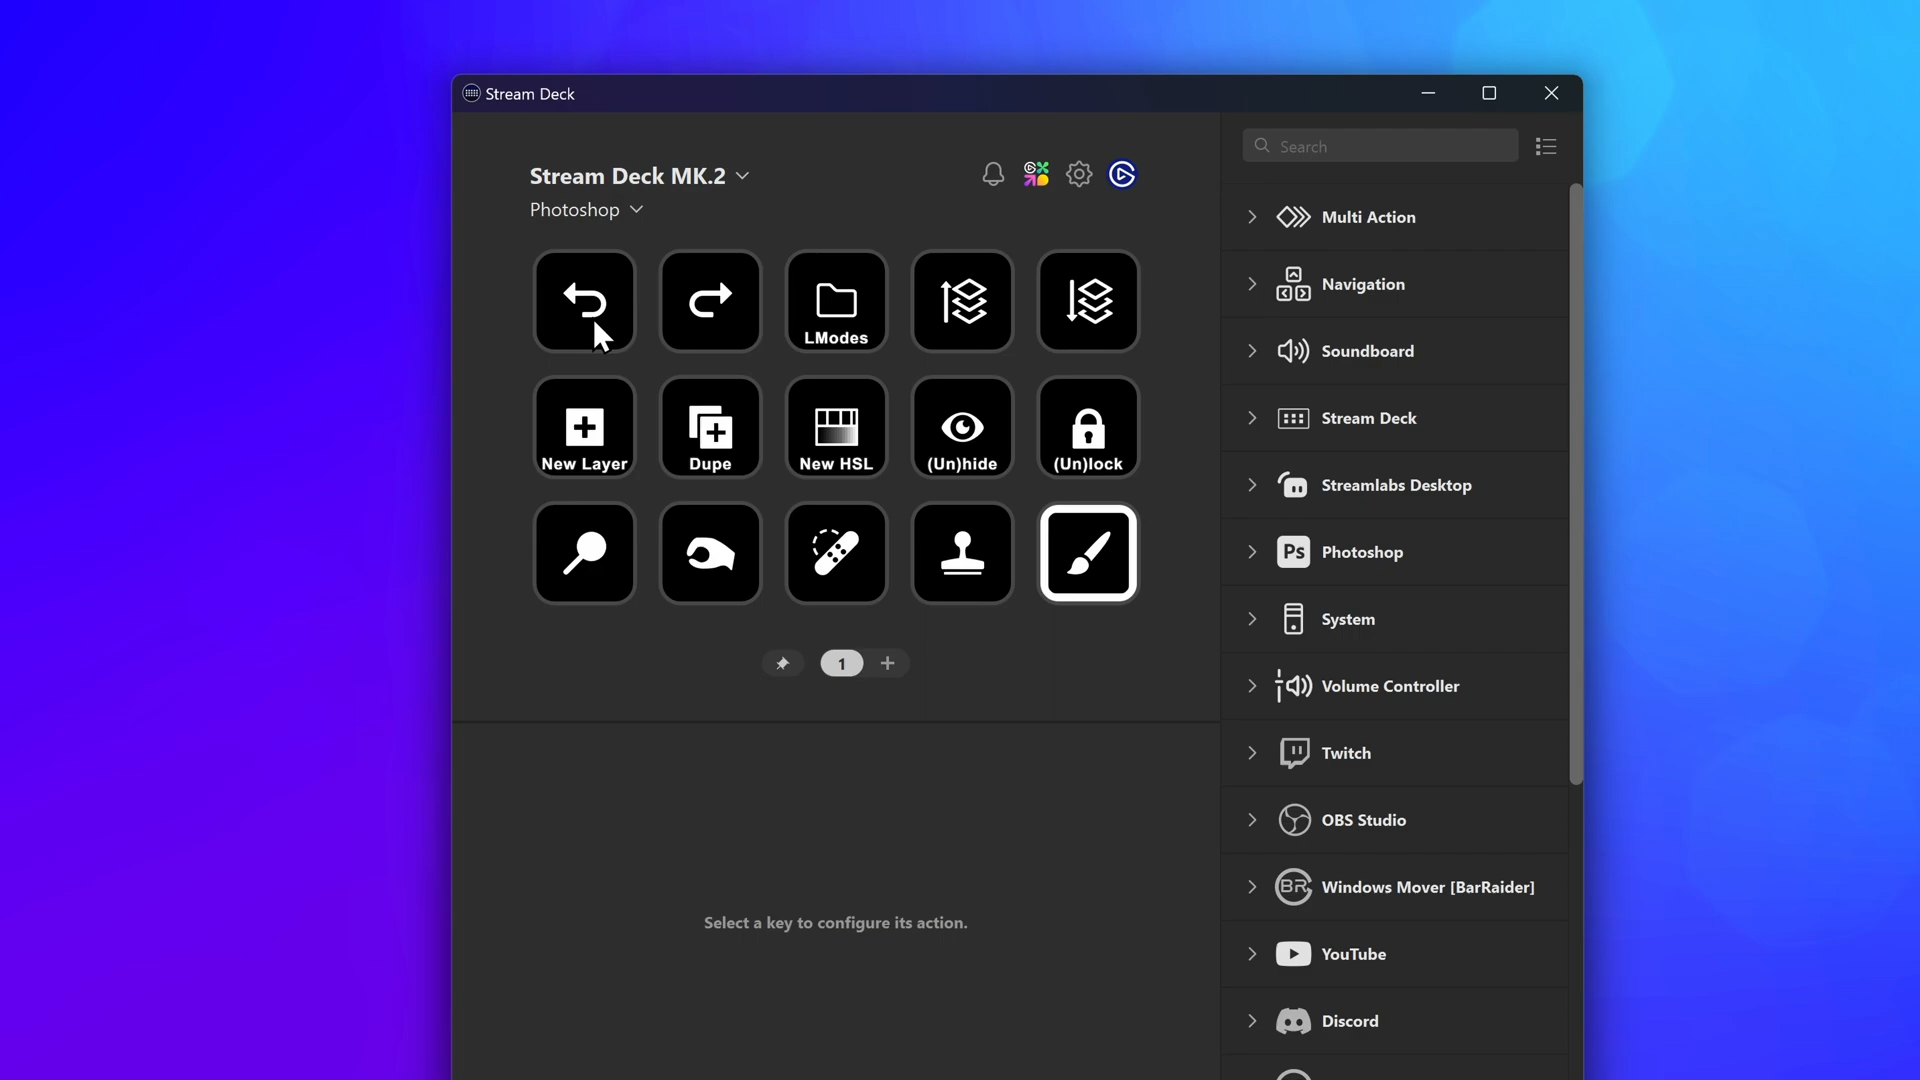 Stream Deck
Search
Stream Deck MK.2
Photoshop
LModes
New Layer
Dupe
New HSL
(Un)hide
(Un)lock
1
Select a key to configure its action.
Multi Action
Navigation
Soundboard
Stream Deck
Streamlabs Desktop
Ps Photoshop
System
Volume Controller
Twitch
OBS Studio
BR Windows Mover [BarRaider]
YouTube
Discord